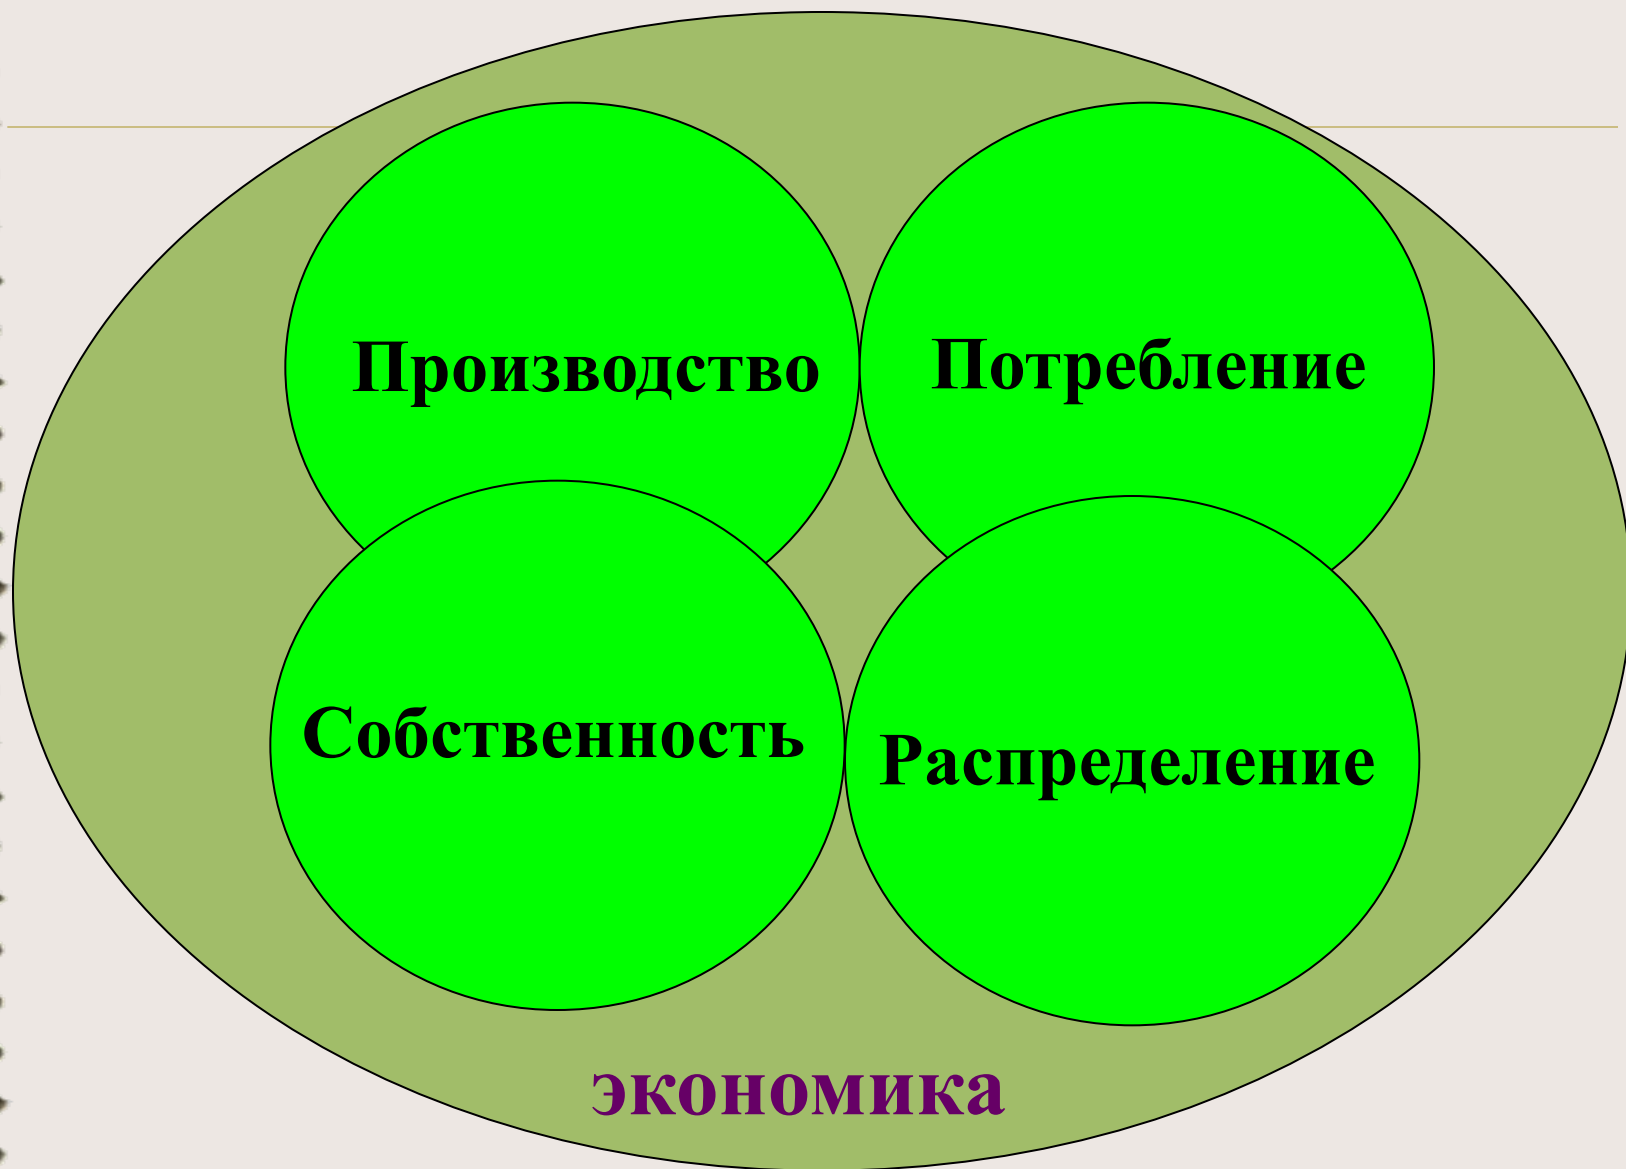 Производство
Потребление
Собственность
Распределение
экономика